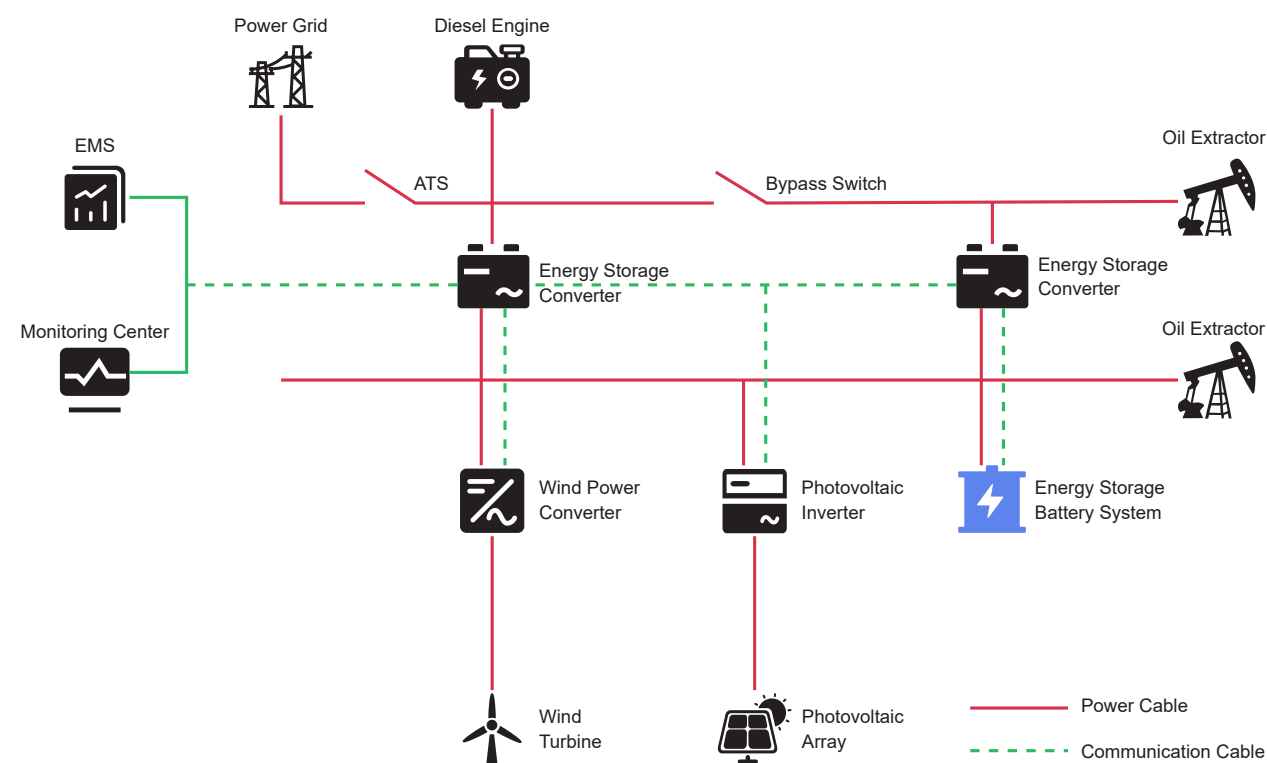 Power Grid
Diesel Engine
EMS
Oil Extractor
ATS
Bypass Switch
Energy Storage
Converter
Energy Storage
Converter
Monitoring Center
Oil Extractor
Wind Power
Converter
Photovoltaic
Inverter
Energy Storage
Battery System
Wind
Turbine
Photovoltaic
Array
Power Cable
Communication Cable